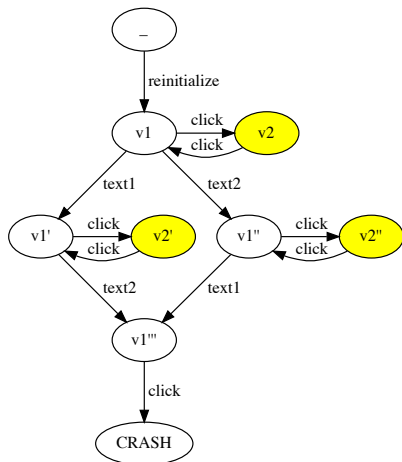 _
reinitialize
v1
click
click
v2
text1
text2
v1'
click
click
v2'
v1''
click
click
v2''
text2
text1
v1'''
click
CRASH